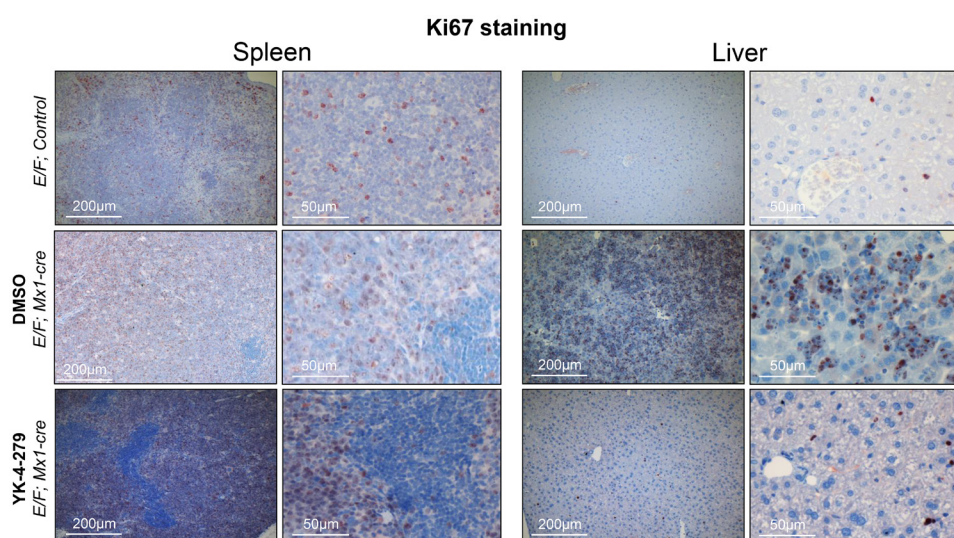 Ki67 staining
Spleen
Liver
E/F; Control
200µm
50µm
200µm
50µm
DMSO
E/F; Mx1-cre
200µm
50µm
200µm
50µm
YK-4-279
E/F; Mx1-cre
200µm
50µm
200µm
50µm